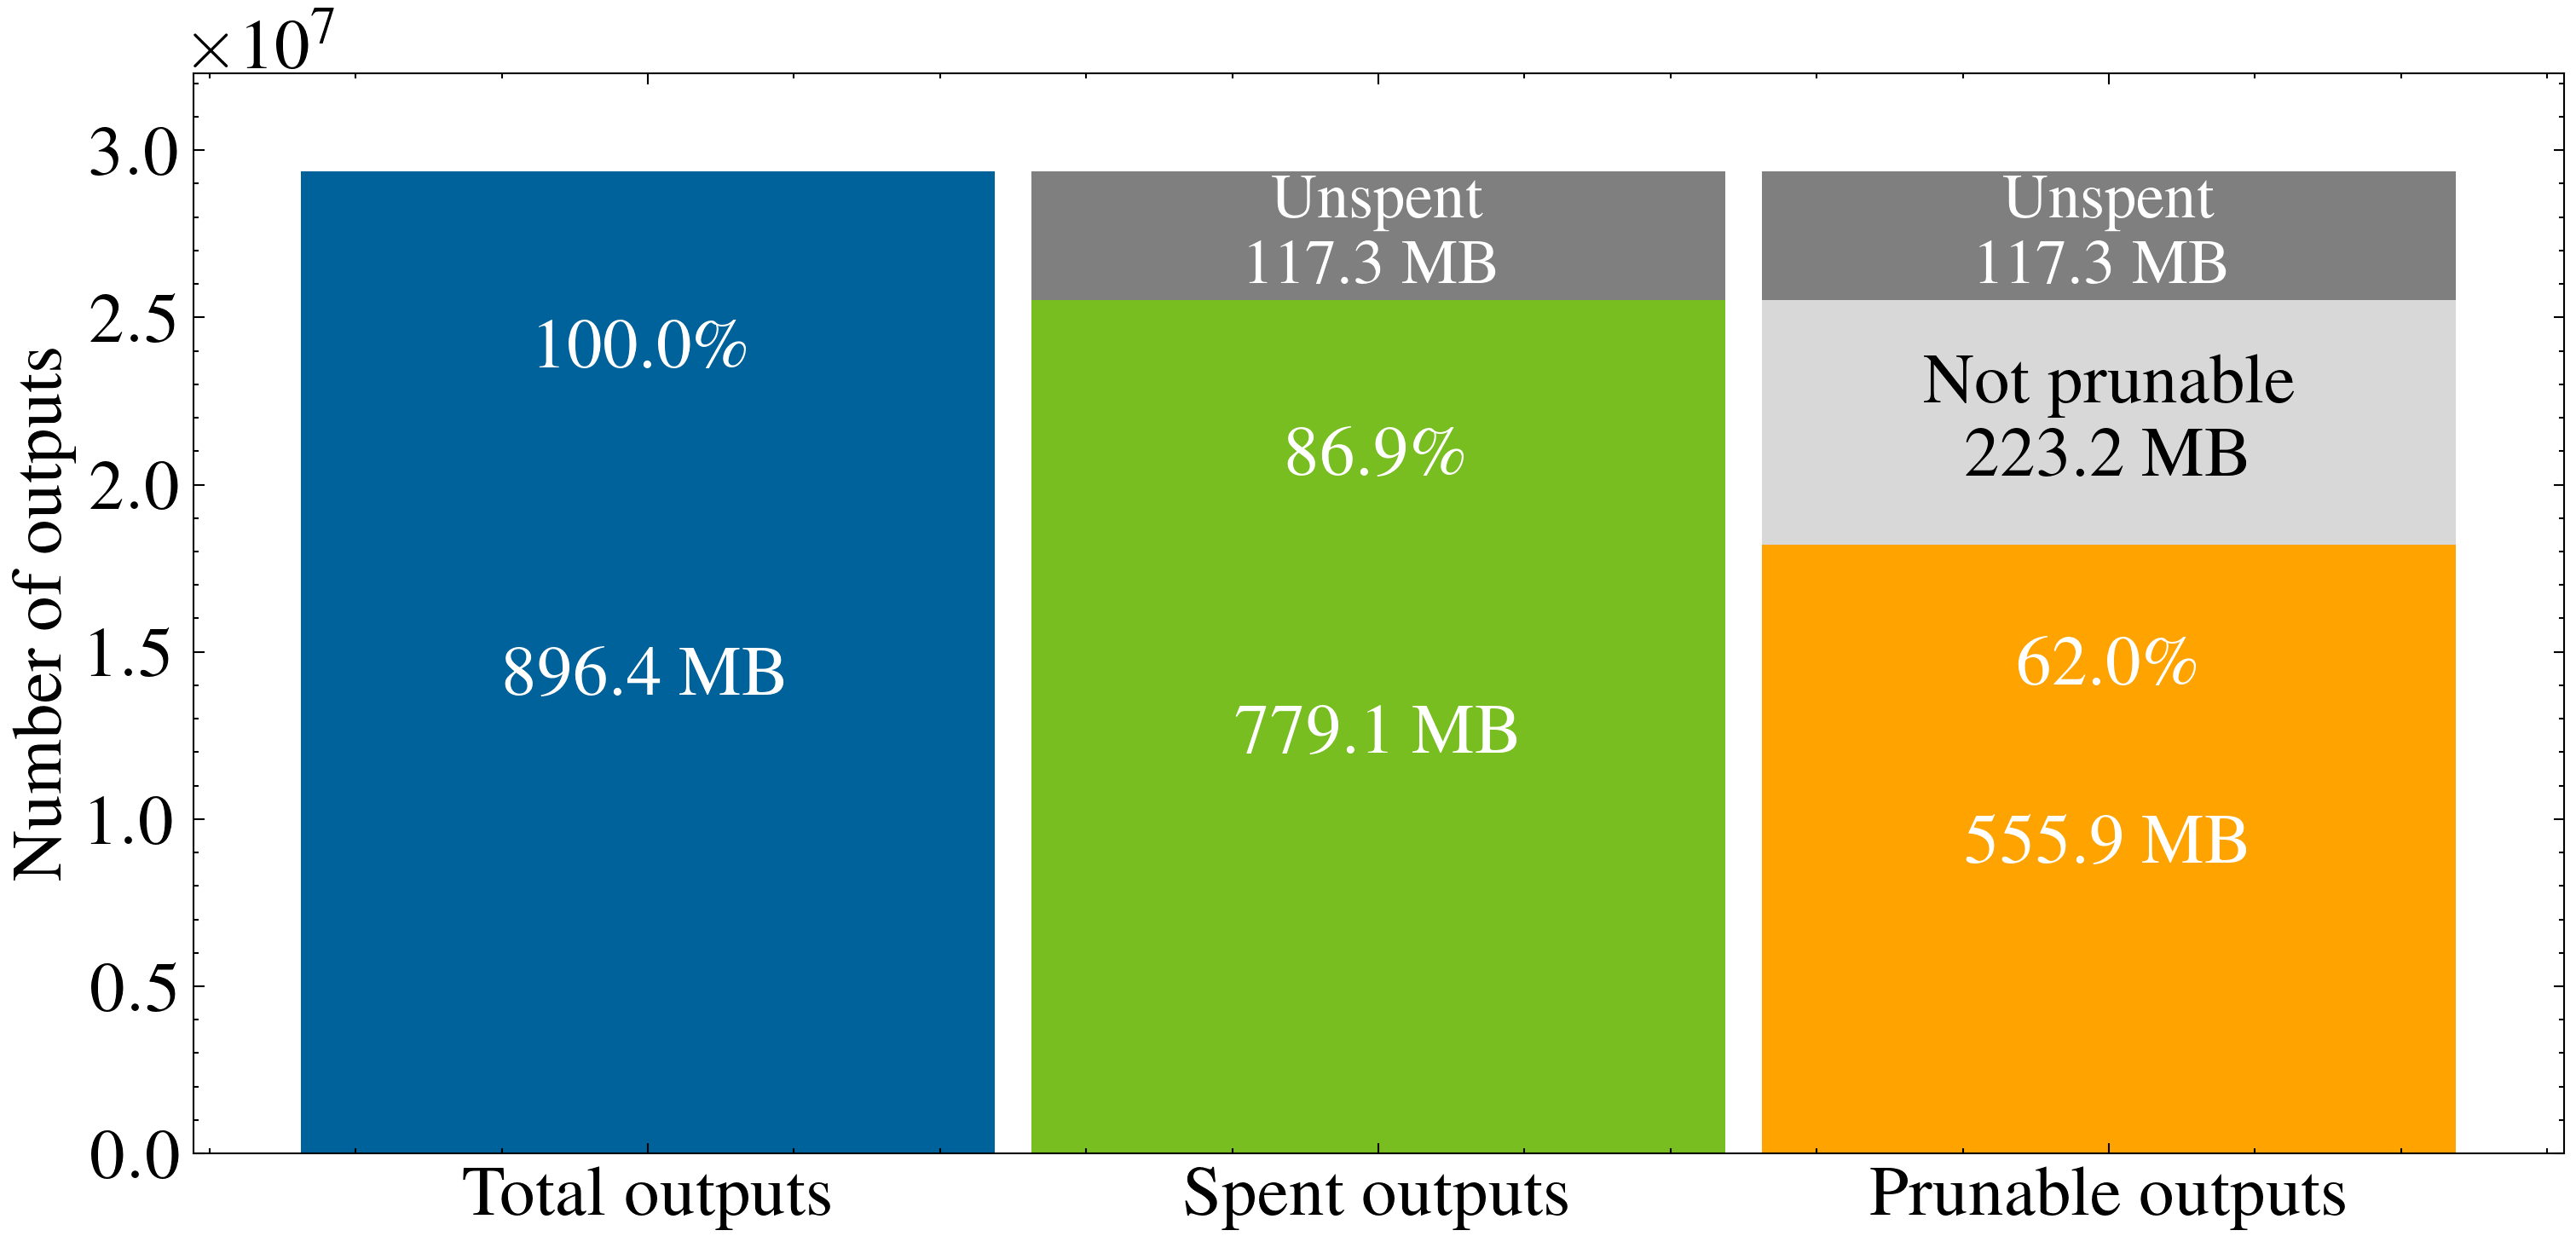 ×10⁷
3.0
2.5
2.0
1.5
1.0
0.5
0.0
Number of outputs
100.0%
896.4 MB
Unspent
117.3 MB
86.9%
779.1 MB
Unspent
117.3 MB
Not prunable
223.2 MB
62.0%
555.9 MB
Total outputs
Spent outputs
Prunable outputs